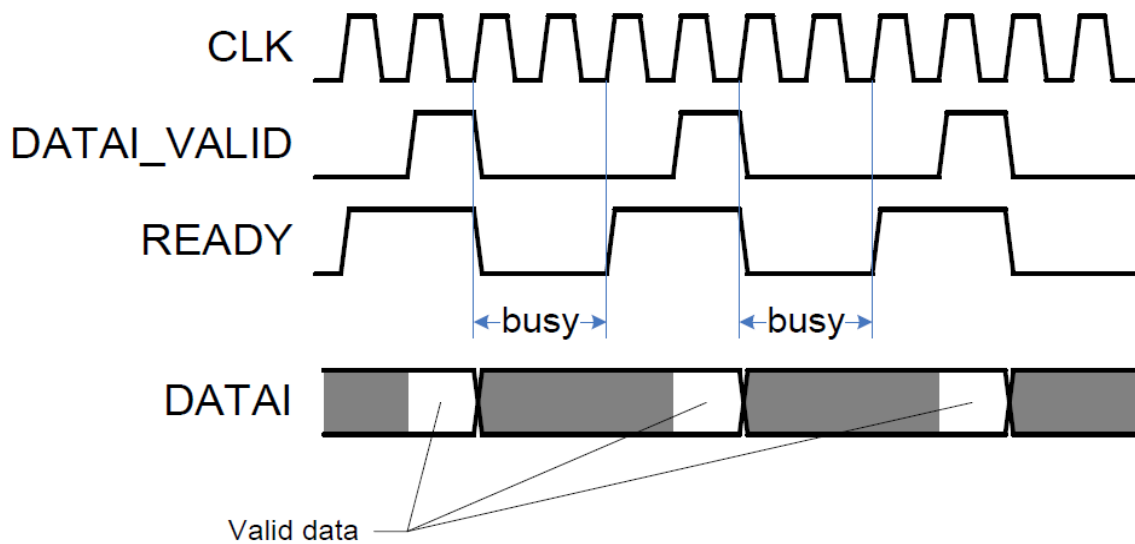 CLK
DATAI_VALID
READY
busy busy
DATAI
Valid data